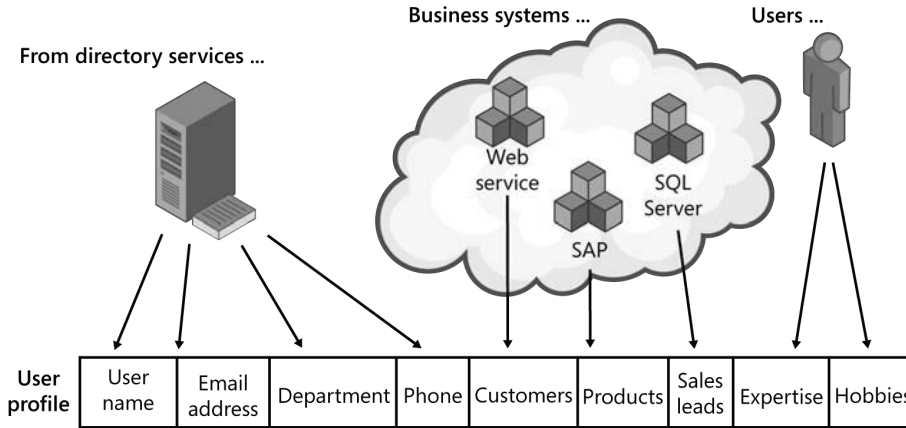 Business systems ...
Users ...
From directory services ...
Web
service
SQL
Server
SAP
User
profile
User
name
Email
address
Department
Phone
Customers
Products
Sales
leads
Expertise
Hobbies